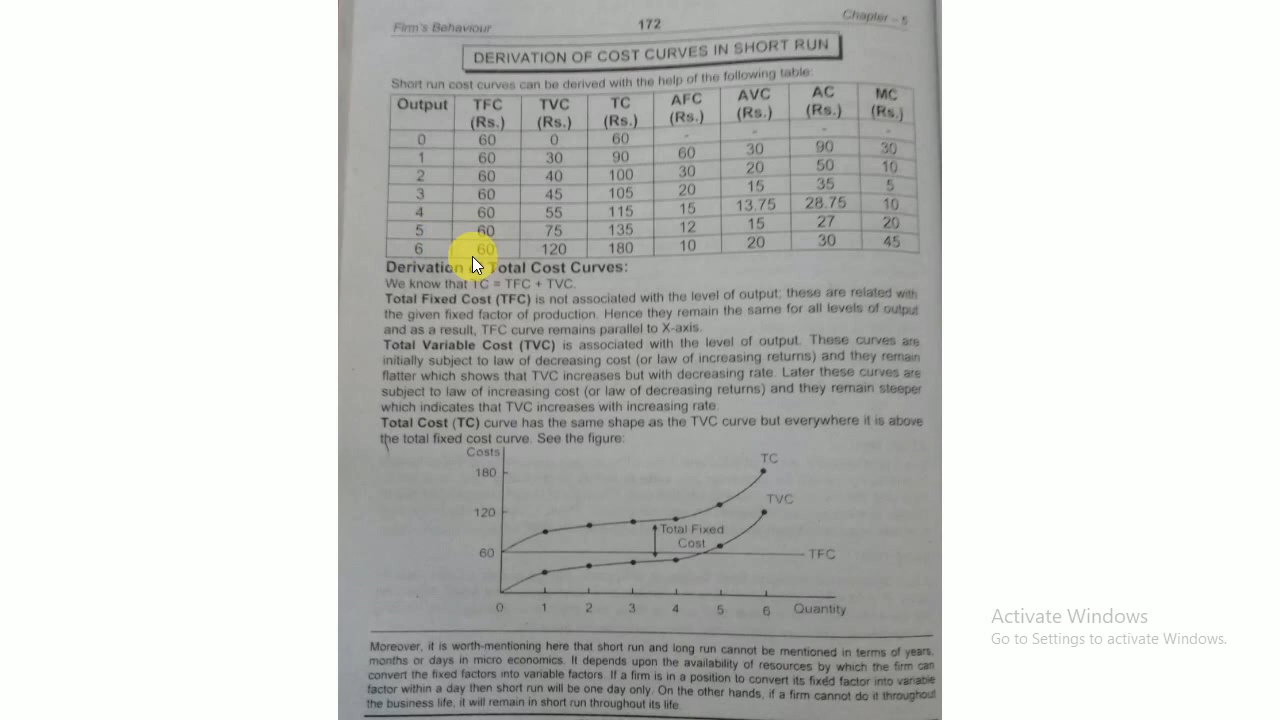 Firm's Behaviour 172 Chapter - 5
DERIVATION OF COST CURVES IN SHORT RUN
Short run cost curves can be derived with the help of the following table:
Output TFC (Rs.) TVC (Rs.) TC (Rs.) AFC (Rs.) AVC (Rs.) AC (Rs.) MC (Rs.)
0 60 0 60 - - - -
1 60 30 90 60 30 90 30
2 60 40 100 30 20 50 10
3 60 45 105 20 15 35 5
4 60 55 115 15 13.75 28.75 10
5 60 75 135 12 15 27 20
6 60 120 180 10 20 30 45
Derivation Total Cost Curves:
We know that TC = TFC + TVC.
Total Fixed Cost (TFC) is not associated with the level of output; these are related with
the given fixed factor of production. Hence they remain the same for all levels of output
and as a result, TFC curve remains parallel to X-axis.
Total Variable Cost (TVC) is associated with the level of output. These curves are
initially subject to law of decreasing cost (or law of increasing returns) and they remain
flatter which shows that TVC increases but with decreasing rate. Later these curves are
subject to law of increasing cost (or law of decreasing returns) and they remain steeper
which indicates that TVC increases with increasing rate.
Total Cost (TC) curve has the same shape as the TVC curve but everywhere it is above
the total fixed cost curve. See the figure:
Costs
180
120
60
TC
TVC
Total Fixed
Cost
TFC
0 1 2 3 4 5 6 Quantity
Moreover, it is worth-mentioning here that short run and long run cannot be mentioned in terms of years,
months or days in micro economics. It depends upon the availability of resources by which the firm can
convert the fixed factors into variable factors. If a firm is in a position to convert its fixed factor into variable
factor within a day then short run will be one day only. On the other hands, if a firm cannot do it throughout
the business life, it will remain in short run throughout its life
Activate Windows
Go to Settings to activate Windows.